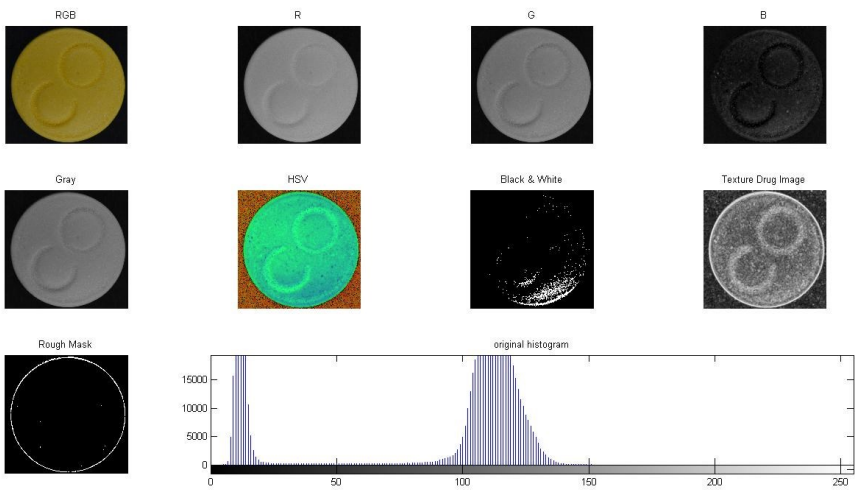 RGB
R
G
B
Gray
HSV
Black & White
Texture Drug Image
Rough Mask
original histogram
15000
10000
5000
0
0
50
100
150
200
250